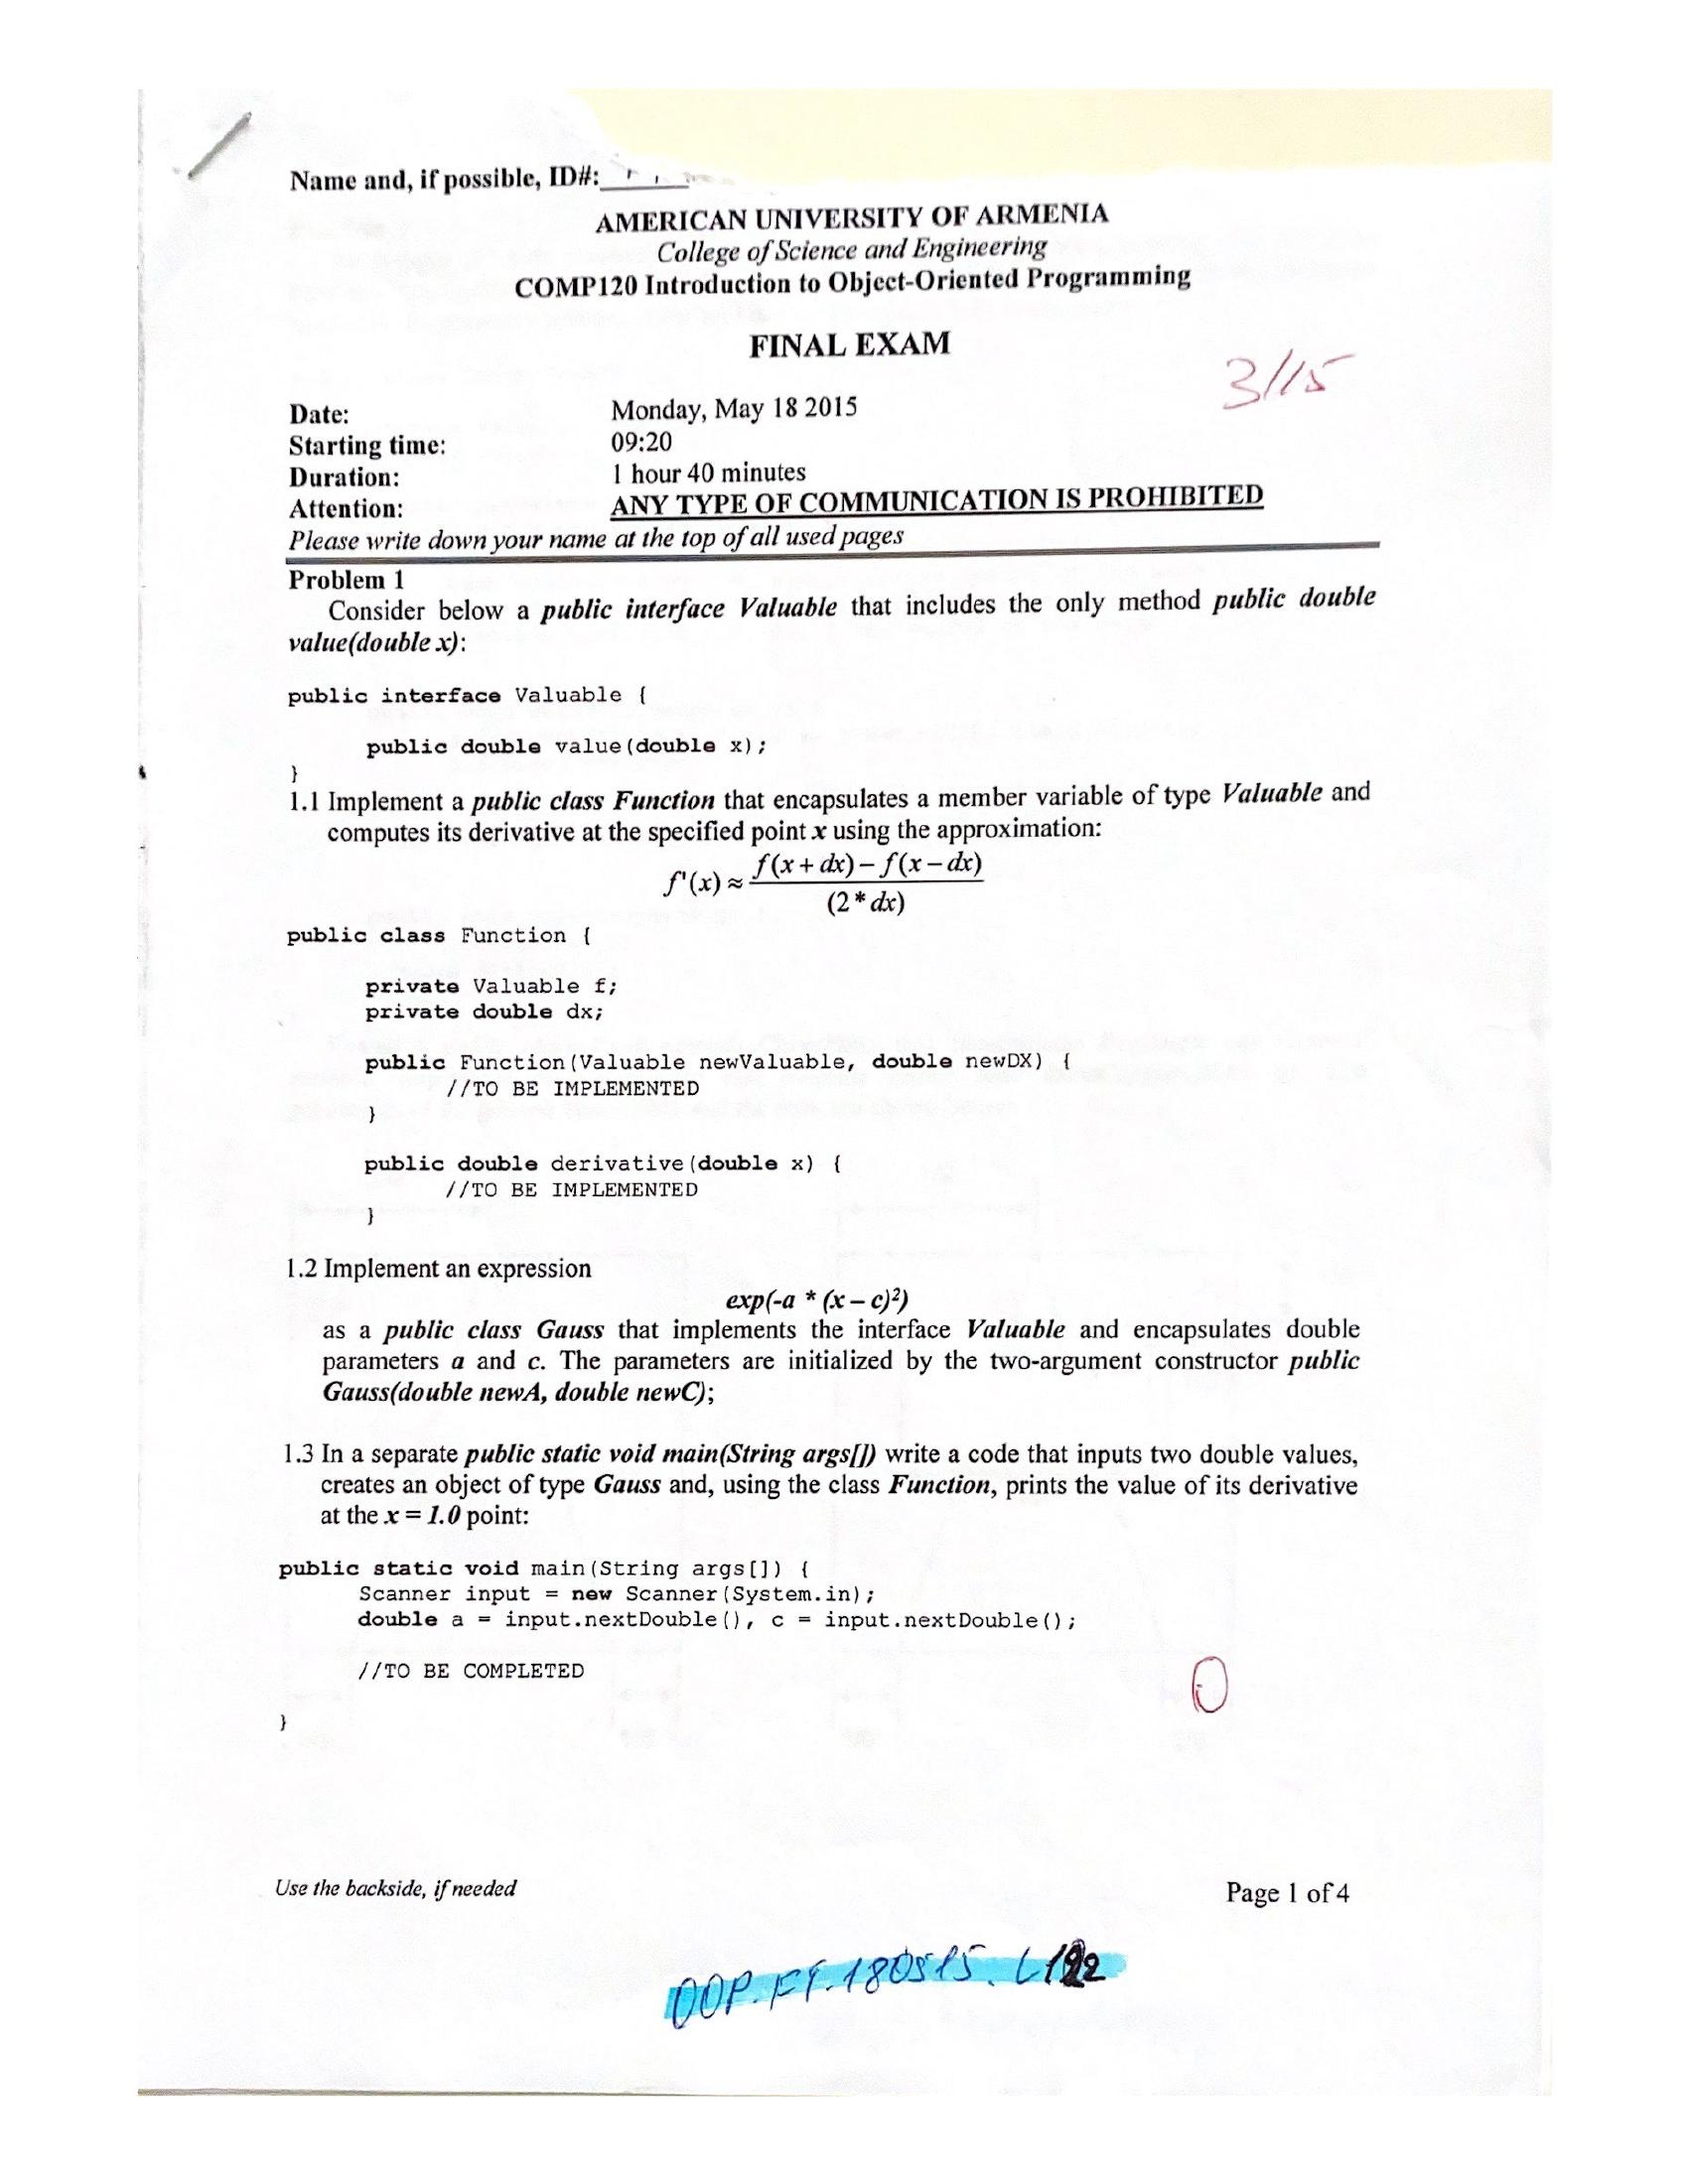 Name and, if possible, ID#:
AMERICAN UNIVERSITY OF ARMENIA
College of Science and Engineering
COMP120 Introduction to Object-Oriented Programming
FINAL EXAM
3/15
Date: Monday, May 18 2015
Starting time: 09:20
Duration: 1 hour 40 minutes
Attention: ANY TYPE OF COMMUNICATION IS PROHIBITED
Please write down your name at the top of all used pages
Problem 1
Consider below a public interface Valuable that includes the only method public double
value(double x):
public interface Valuable {
public double value(double x);
}
1.1 Implement a public class Function that encapsulates a member variable of type Valuable and
computes its derivative at the specified point x using the approximation:
f'(x) ≈ f(x + dx) – f(x – dx)
(2 * dx)
public class Function {
private Valuable f;
private double dx;
public Function(Valuable newValuable, double newDX) {
//TO BE IMPLEMENTED
}
public double derivative(double x) {
//TO BE IMPLEMENTED
}
1.2 Implement an expression
exp(-a * (x – c)²)
as a public class Gauss that implements the interface Valuable and encapsulates double
parameters a and c. The parameters are initialized by the two-argument constructor public
Gauss(double newA, double newC);
1.3 In a separate public static void main(String args[]) write a code that inputs two double values,
creates an object of type Gauss and, using the class Function, prints the value of its derivative
at the x = 1.0 point:
public static void main(String args[]) {
Scanner input = new Scanner(System.in);
double a = input.nextDouble(), c = input.nextDouble();
//TO BE COMPLETED
0
}
Use the backside, if needed
Page 1 of 4